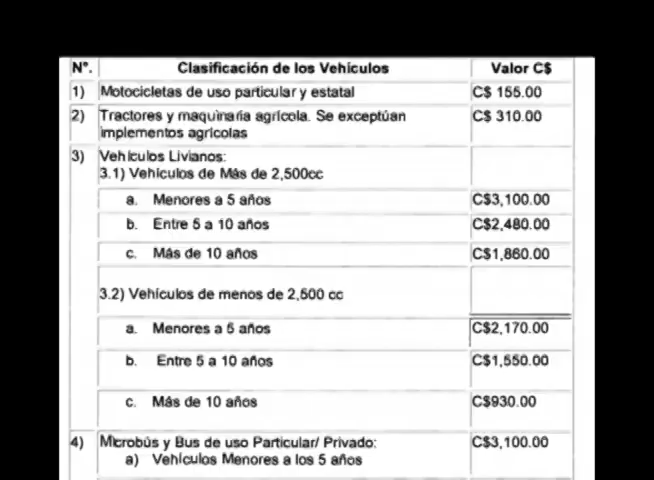 Nº. Clasificación de los Vehículos Valor C$
1) Motocicletas de uso particular y estatal C$ 155.00
2) Tractores y maquinaria agrícola. Se exceptúan C$ 310.00
implementos agrícolas
3) Vehículos Livianos:
3.1) Vehículos de Más de 2,500cc
a. Menores a 5 años C$3,100.00
b. Entre 5 a 10 años C$2,480.00
c. Más de 10 años C$1,860.00
3.2) Vehículos de menos de 2,500 cc
a. Menores a 5 años C$2,170.00
b. Entre 5 a 10 años C$1,550.00
c. Más de 10 años C$930.00
4) Microbús y Bus de uso Particular/ Privado: C$3,100.00
a) Vehículos Menores a los 5 años